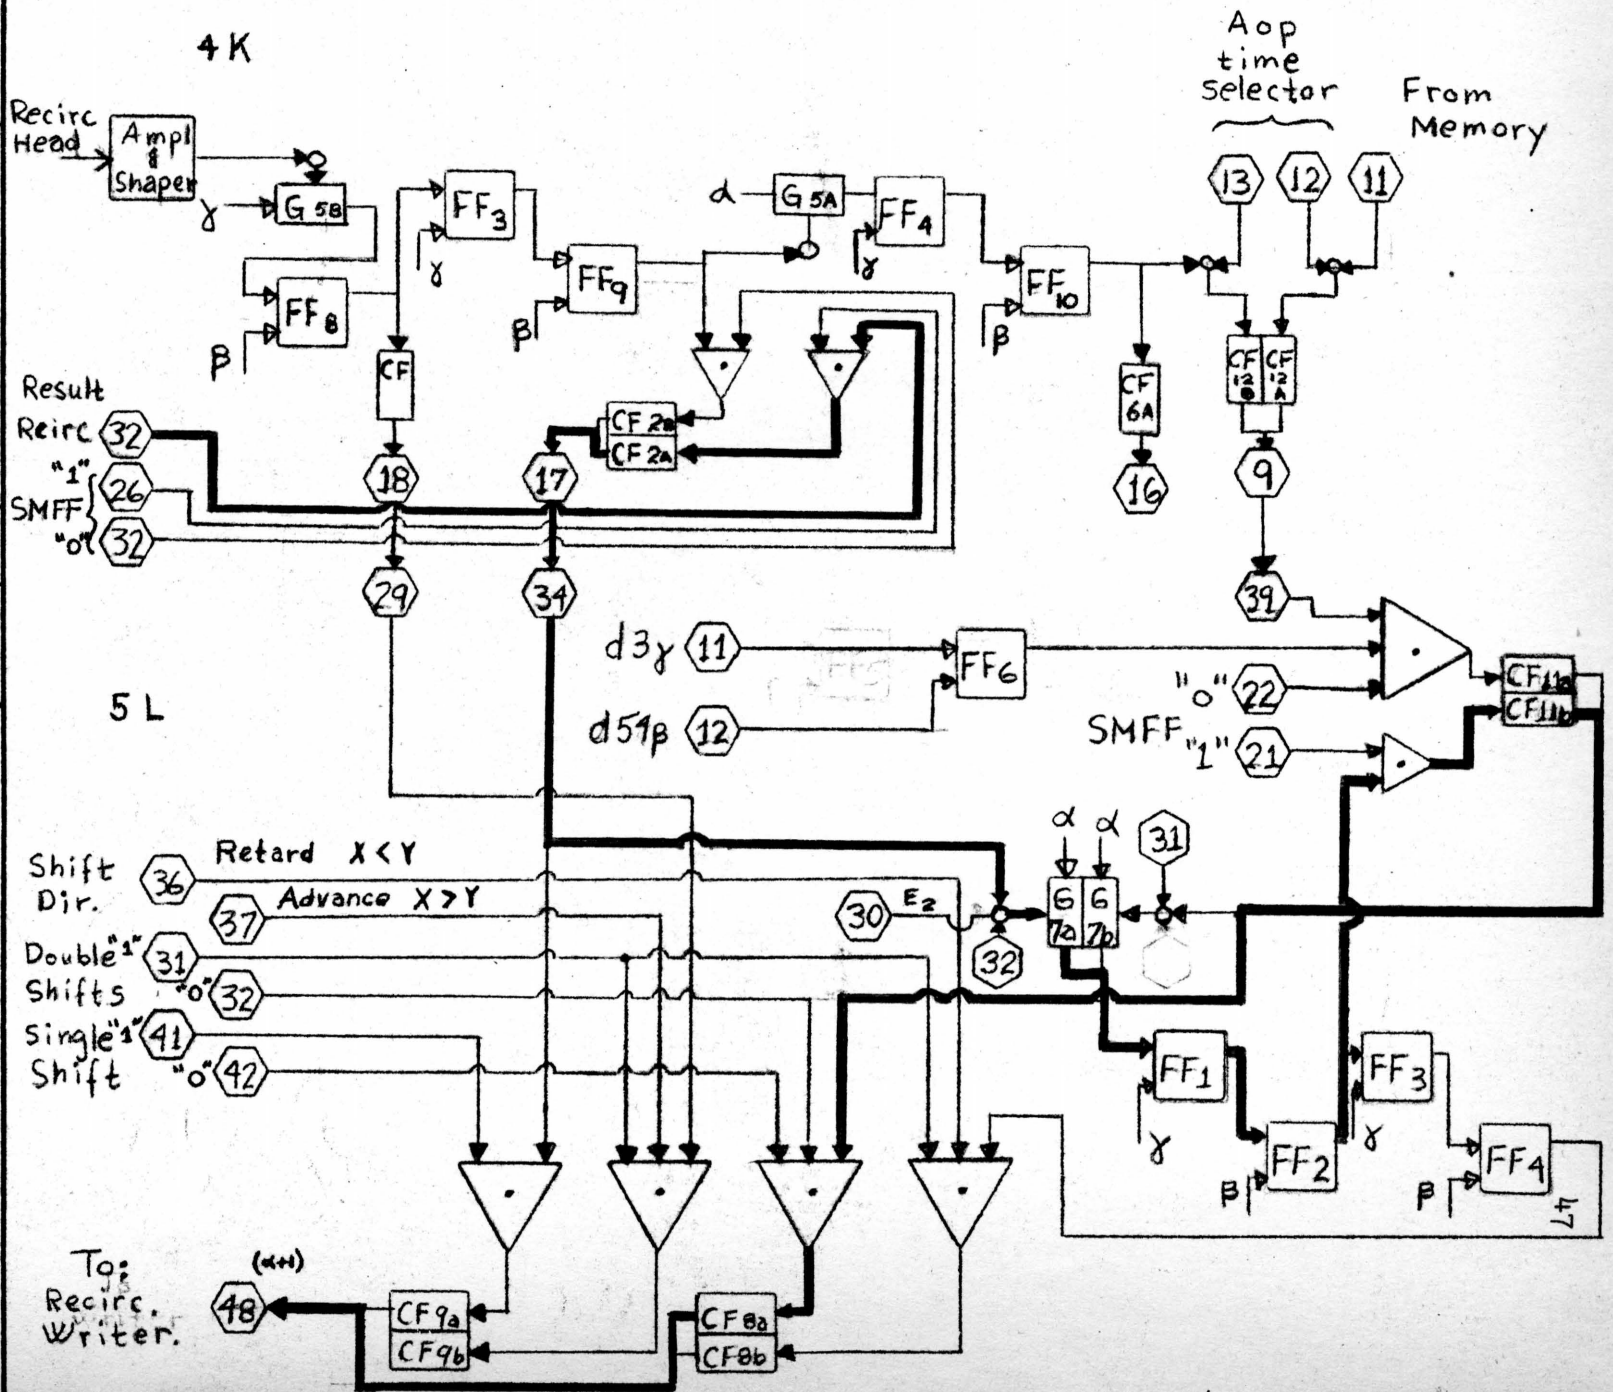 4K
Aop
time
Selector
From
Memory
Recirc
Head
Ampl
&
Shaper
13
12
11
γ
G 5B
FF3
γ
α
G 5A
FF4
γ
FF8
β
FF9
β
FF10
β
CF
CF 2B
CF 2A
CF
6A
CF
12
B
CF
12
A
Result
Reirc 32
"1" 26
SMFF
"0" 32
18
17
16
9
29
34
39
5L
d3γ 11
FF6
d54β 12
"0" 22
SMFF "1" 21
CF11a
CF11b
α
α
31
Shift
Dir.
36
Retard X<Y
37
Advance X>Y
30
E2
32
6
7a
6
7b
Double "1" 31
Shifts "0" 32
Single "1" 41
Shift "0" 42
FF1
γ
FF2
β
FF3
γ
FF4
β
47
To:
Recirc.
Writer.
(α+1)
48
CF9a
CF9b
CF8a
CF8b